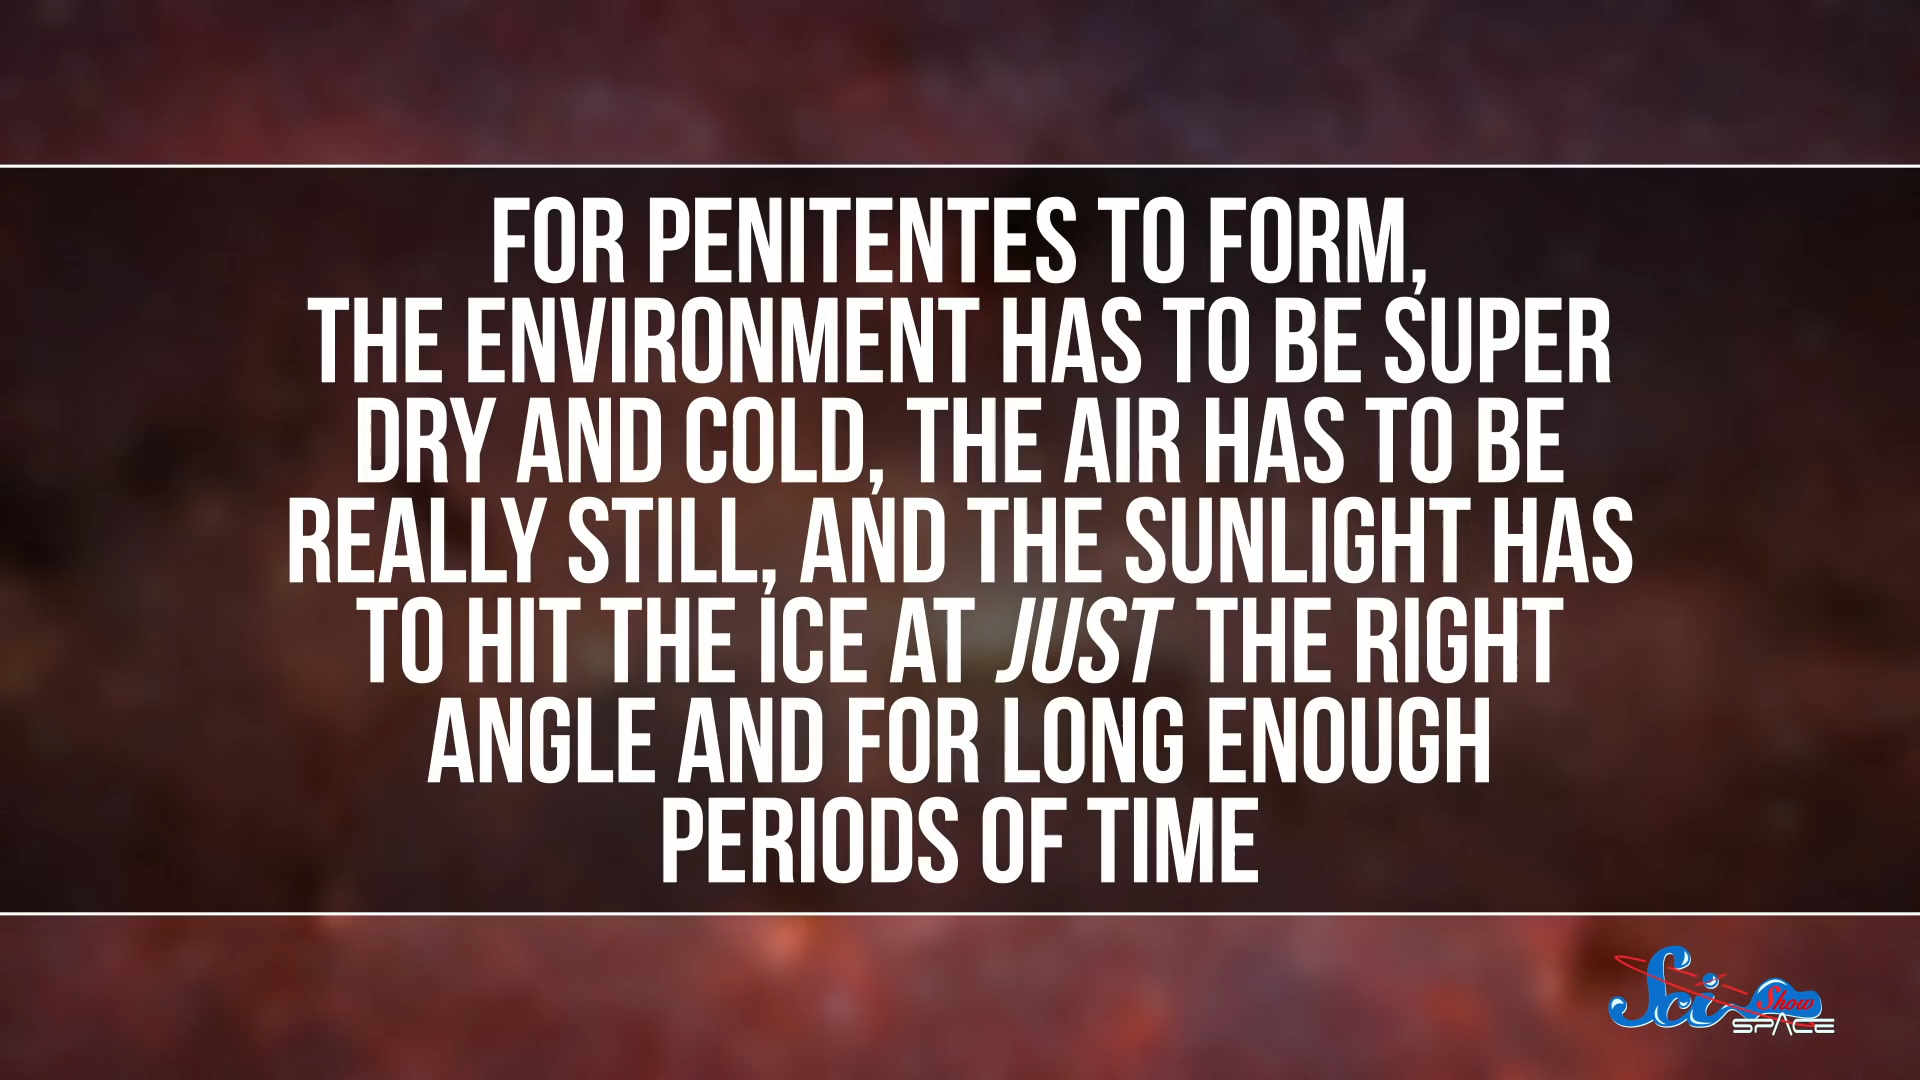 FOR PENITENTES TO FORM,
THE ENVIRONMENT HAS TO BE SUPER
DRY AND COLD, THE AIR HAS TO BE
REALLY STILL, AND THE SUNLIGHT HAS
TO HIT THE ICE AT JUST THE RIGHT
ANGLE AND FOR LONG ENOUGH
PERIODS OF TIME
Sci Show
SPACE